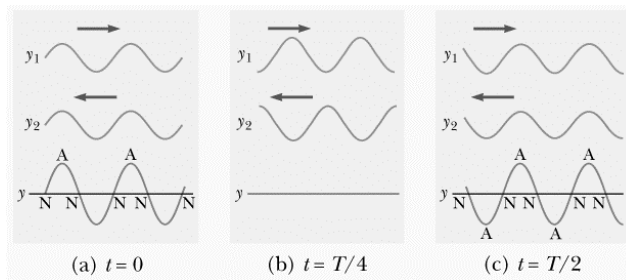 y1
y2
A A
y
N N N N N
(a) t = 0
y1
y2
y
(b) t = T/4
y1
y2
A A
y
N N N N N
A A
(c) t = T/2